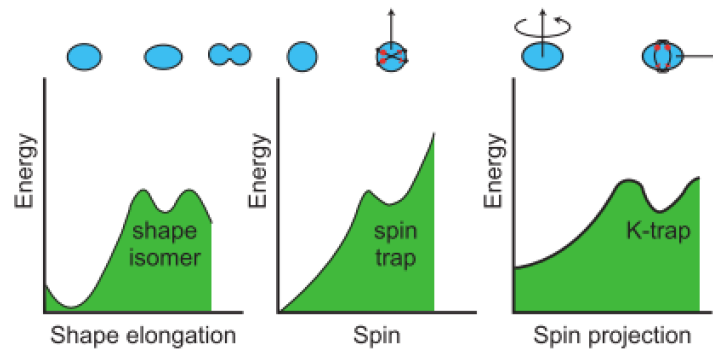 Energy
shape
isomer
Shape elongation
Energy
spin
trap
Spin
Energy
K-trap
Spin projection